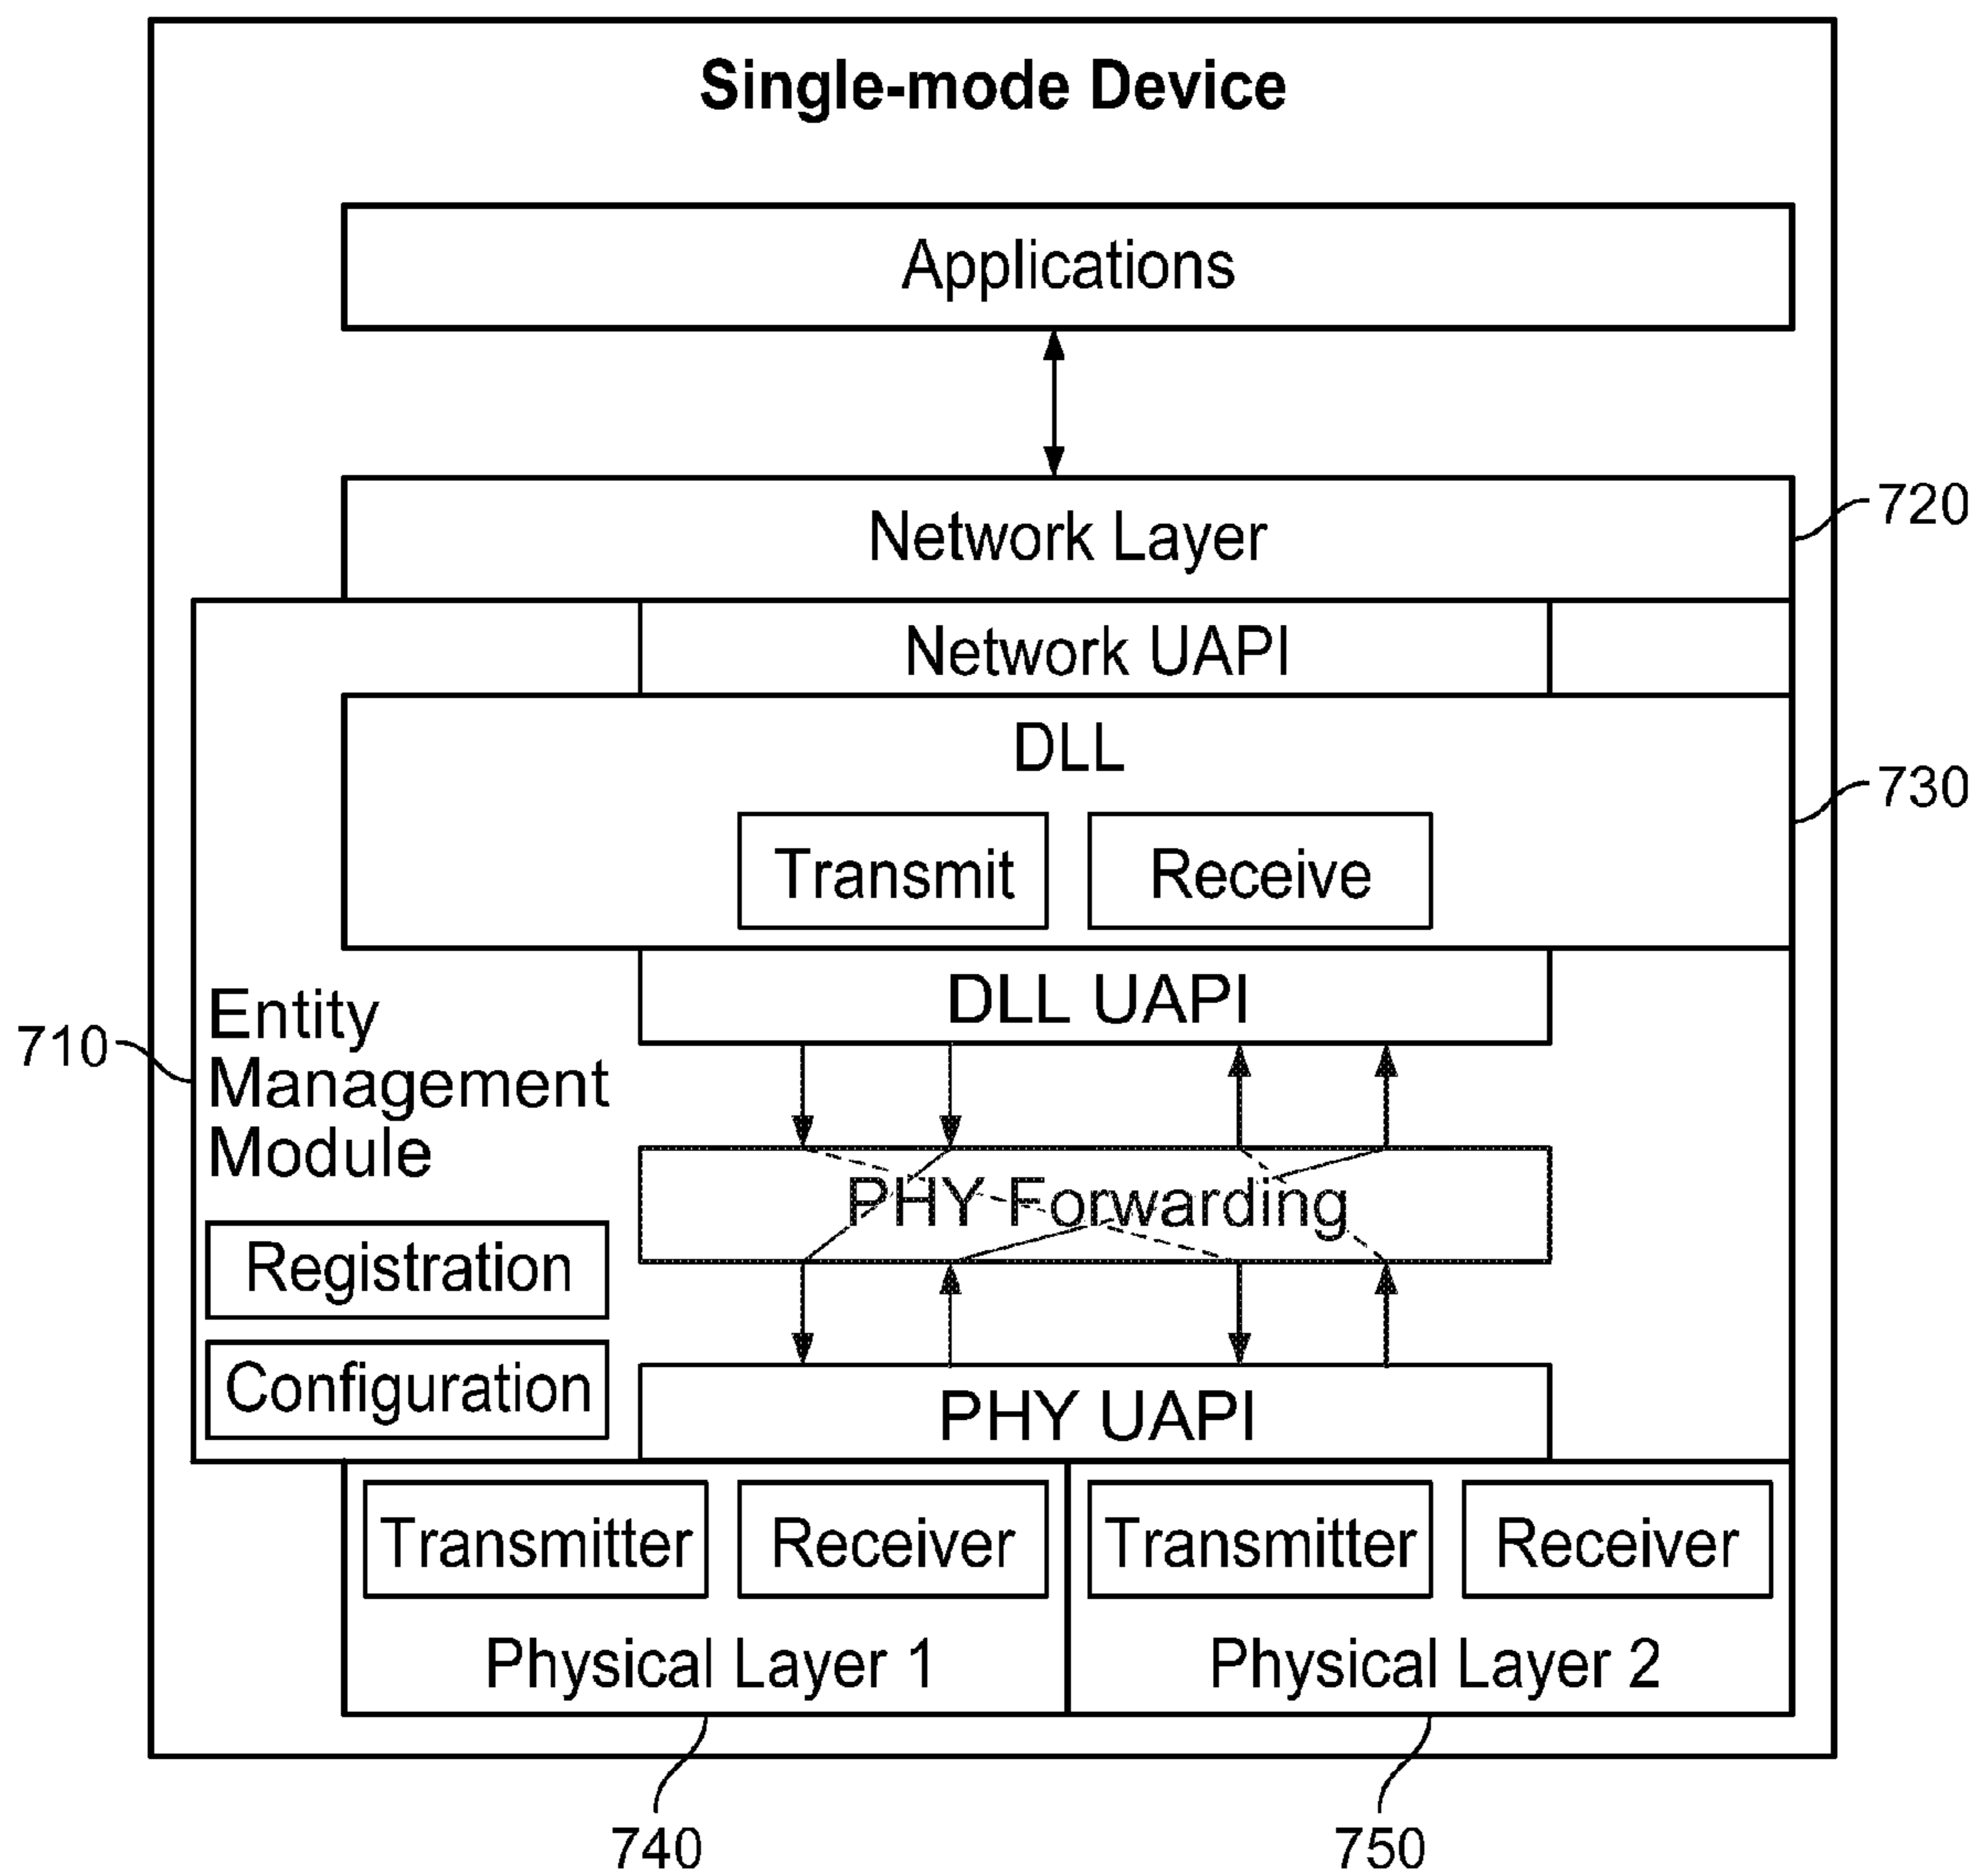 Single-mode Device
Applications
Network Layer
720
Network UAPI
DLL
730
Transmit
Receive
DLL UAPI
710
Entity
Management
Module
PHY Forwarding
Registration
Configuration
PHY UAPI
Transmitter
Receiver
Transmitter
Receiver
Physical Layer 1
Physical Layer 2
740
750